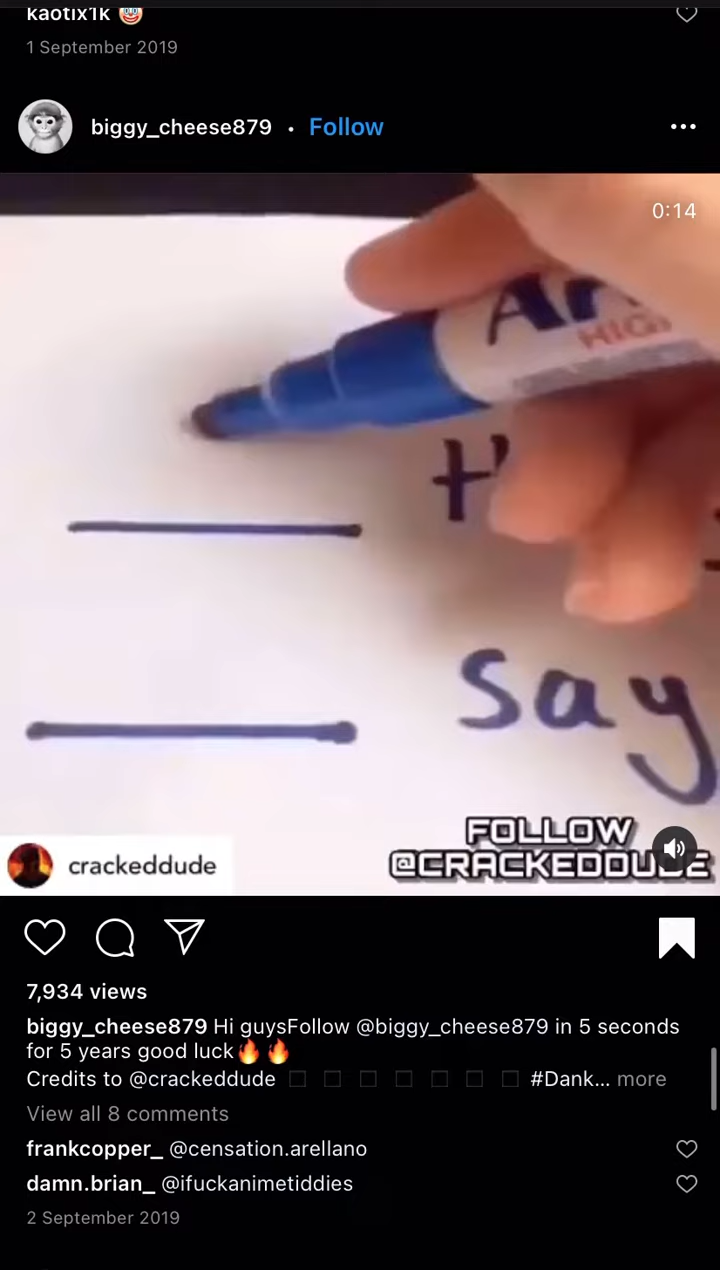 kaotix1k 🤡
1 September 2019
biggy_cheese879 • Follow
0:14
say
FOLLOW
@CRACKEDDUDE
crackeddude
7,934 views
biggy_cheese879 Hi guysFollow @biggy_cheese879 in 5 seconds
for 5 years good luck🔥🔥
Credits to @crackeddude □ □ □ □ □ □ □ #Dank... more
View all 8 comments
frankcopper_ @censation.arellano
damn.brian_ @ifuckanimetiddies
2 September 2019